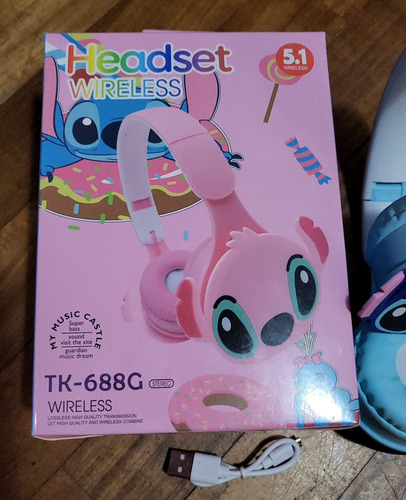 Headset
WIRELESS
5.1
WIRELESS
MY MUSIC CASTLE
Super
bass
sound
visit the site
guardian
music dream
TK-688G STEREO
WIRELESS
LOSSLESS HIGH QUALITY TRANSMISSION
LET HIGH QUALITY AND WIRELESS COMBINE